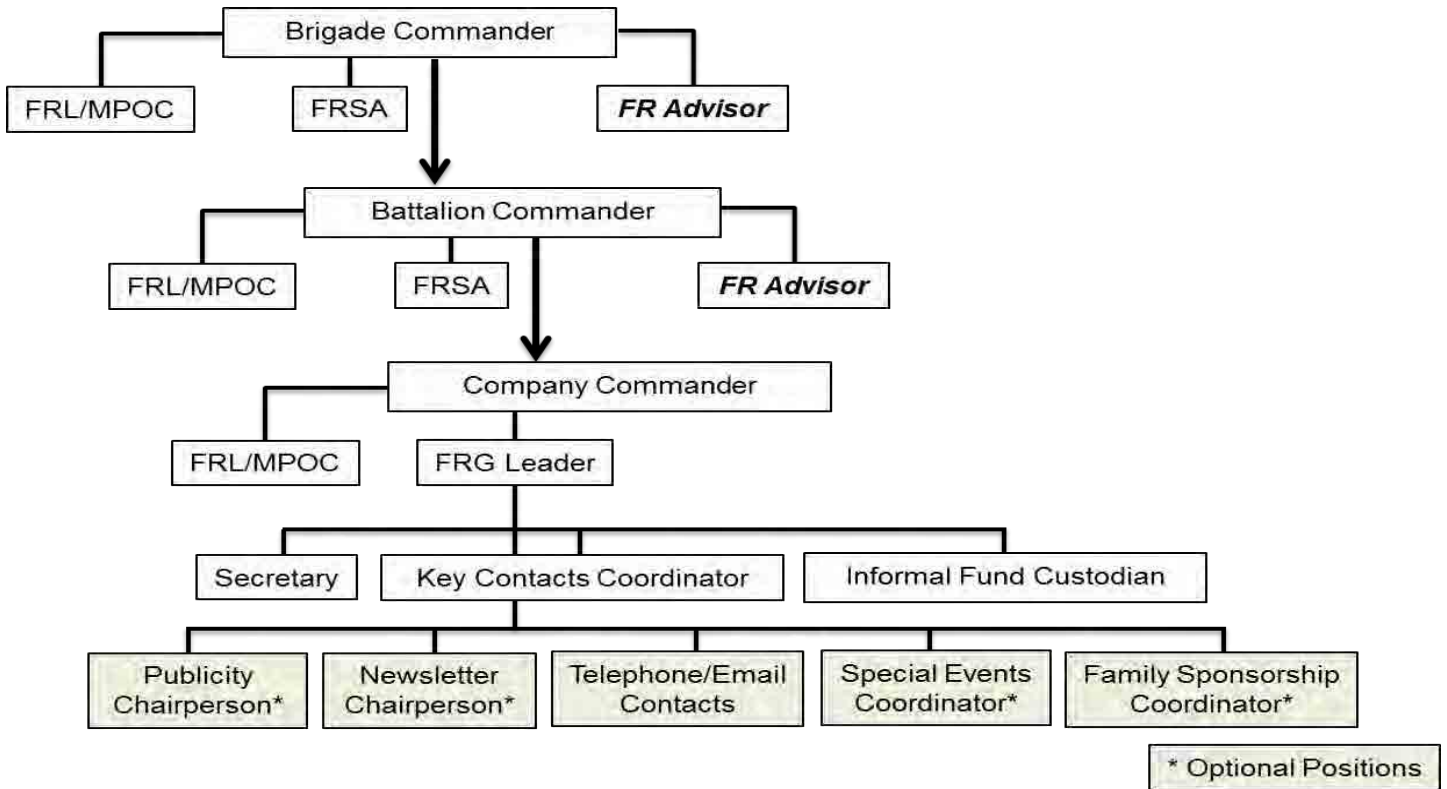 Brigade Commander
FRL/MPOC
FRSA
FR Advisor
Battalion Commander
FRL/MPOC
FRSA
FR Advisor
Company Commander
FRL/MPOC
FRG Leader
Secretary
Key Contacts Coordinator
Informal Fund Custodian
Publicity
Chairperson*
Newsletter
Chairperson*
Telephone/Email
Contacts
Special Events
Coordinator*
Family Sponsorship
Coordinator*
* Optional Positions